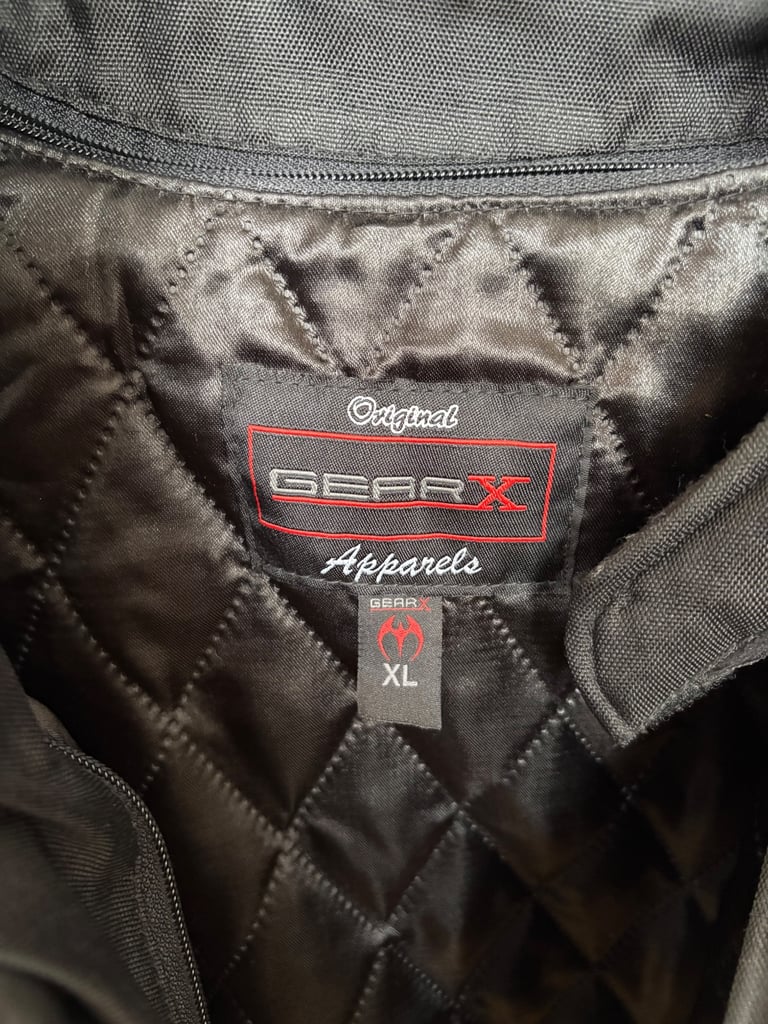 Original
GEARX
Apparels
GEARX
XL